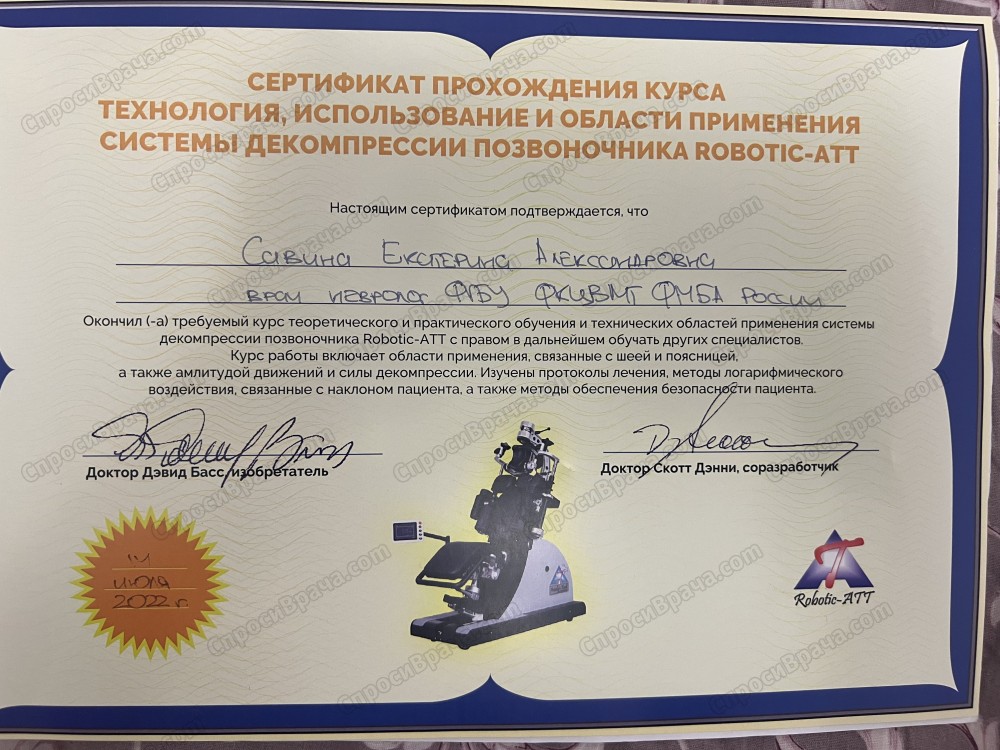 СЕРТИФИКАТ ПРОХОЖДЕНИЯ КУРСА
ТЕХНОЛОГИЯ, ИСПОЛЬЗОВАНИЕ И ОБЛАСТИ ПРИМЕНЕНИЯ
СИСТЕМЫ ДЕКОМПРЕССИИ ПОЗВОНОЧНИКА ROBOTIC-ATT
Настоящим сертификатом подтверждается, что
Савина Екатерина Александровна
врач невролог ФГБУ ФКЦВМТ ФМБА России
Окончил (-а) требуемый курс теоретического и практического обучения и технических областей применения системы
декомпрессии позвоночника Robotic-ATT с правом в дальнейшем обучать других специалистов.
Курс работы включает области применения, связанные с шеей и поясницей,
а также амлитудой движений и силы декомпрессии. Изучены протоколы лечения, методы логарифмического
воздействия, связанные с наклоном пациента, а также методы обеспечения безопасности пациента.
Доктор Дэвид Басс, изобретатель
Доктор Скотт Дэнни, соразработчик
июля
2022 г.
Robotic-ATT
СпросиВрача.com